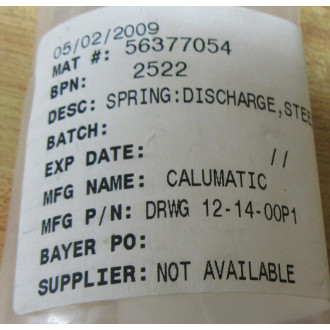 05/02/2009
MAT #: 56377054
BPN: 2522
DESC: SPRING:DISCHARGE,STEE
BATCH:
EXP DATE: //
MFG NAME: CALUMATIC
MFG P/N: DRWG 12-14-00P1
BAYER PO:
SUPPLIER: NOT AVAILABLE